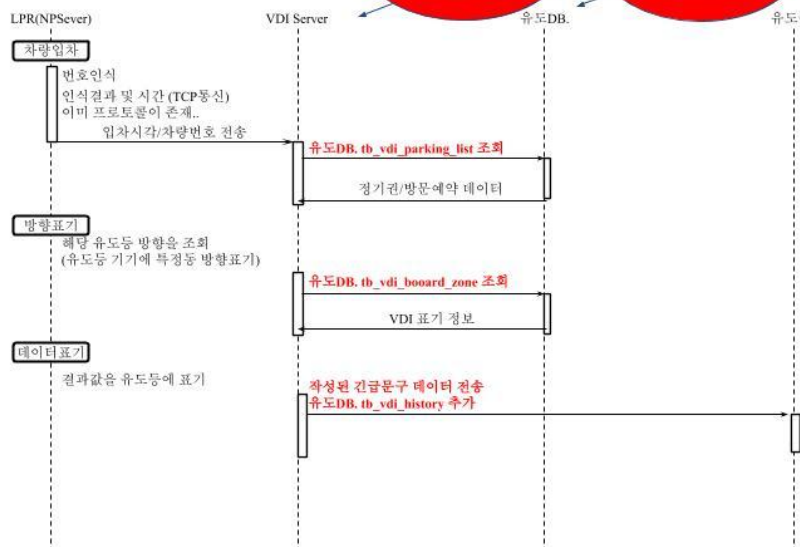 LPR(NPSever)
VDI Server
유도DB.
유도
차량입차
번호인식
인식결과 및 시간 (TCP통신)
이미 프로토콜이 존재..
입차시각/차량번호 전송
유도DB. tb_vdi_parking_list 조회
정기권/방문예약 데이터
방향표기
해당 유도등 방향을 조회
(유도등 기기에 특정동 방향표기)
유도DB. tb_vdi_booard_zone 조회
VDI 표기 정보
데이터표기
결과값을 유도등에 표기
작성된 긴급문구 데이터 전송
유도DB. tb_vdi_history 추가